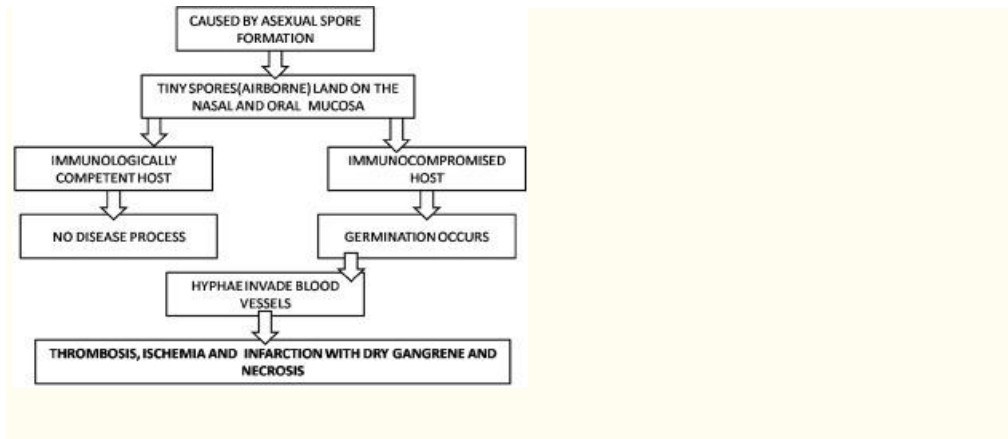 CAUSED BY ASEXUAL SPORE
FORMATION
TINY SPORES(AIRBORNE) LAND ON THE
NASAL AND ORAL MUCOSA
IMMUNOLOGICALLY
COMPETENT HOST
IMMUNOCOMPROMISED
HOST
NO DISEASE PROCESS
GERMINATION OCCURS
HYPHAE INVADE BLOOD
VESSELS
THROMBOSIS, ISCHEMIA AND INFARCTION WITH DRY GANGRENE AND
NECROSIS